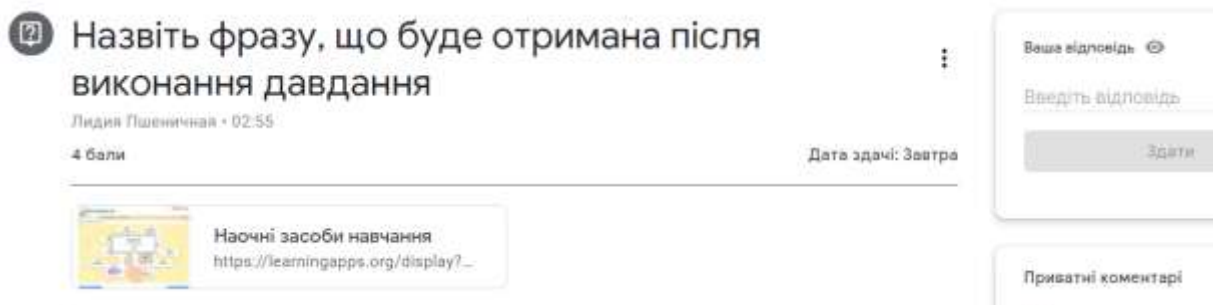 Назвіть фразу, що буде отримана після
виконання давдання
Лидия Пшеничная • 02:55
4 бали
Дата здачі: Завтра
Наочні засоби навчання
https://learningapps.org/display?...
Ваша відповідь
Введіть відповідь
Здати
Приватні коментарі